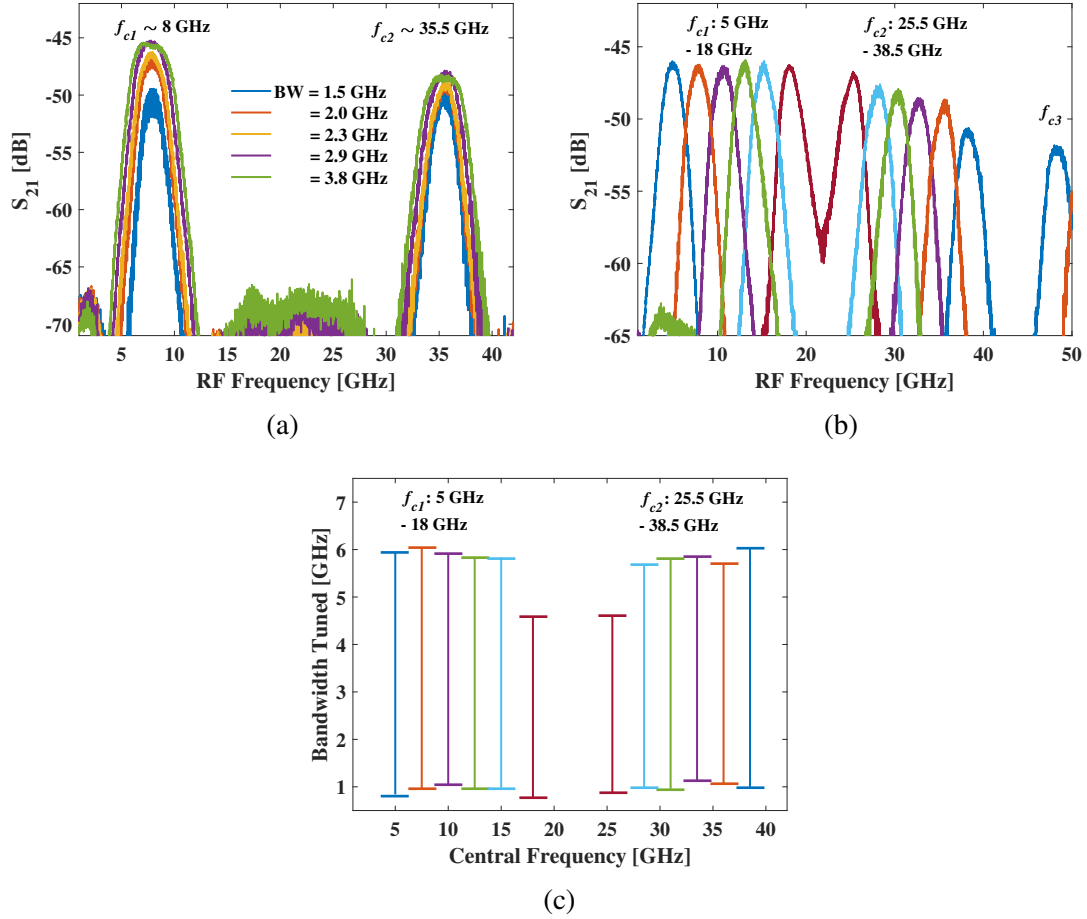 f_c1 ~ 8 GHz
f_c2 ~ 35.5 GHz
BW = 1.5 GHz
= 2.0 GHz
= 2.3 GHz
= 2.9 GHz
= 3.8 GHz
-45
-50
-55
-60
-65
-70
S_21 [dB]
5 10 15 20 25 30 35 40
RF Frequency [GHz]
(a)
f_c1: 5 GHz
- 18 GHz
f_c2: 25.5 GHz
- 38.5 GHz
f_c3
-45
-50
-55
-60
-65
S_21 [dB]
10 20 30 40 50
RF Frequency [GHz]
(b)
f_c1: 5 GHz
- 18 GHz
f_c2: 25.5 GHz
- 38.5 GHz
7
6
5
4
3
2
1
Bandwidth Tuned [GHz]
5 10 15 20 25 30 35 40
Central Frequency [GHz]
(c)